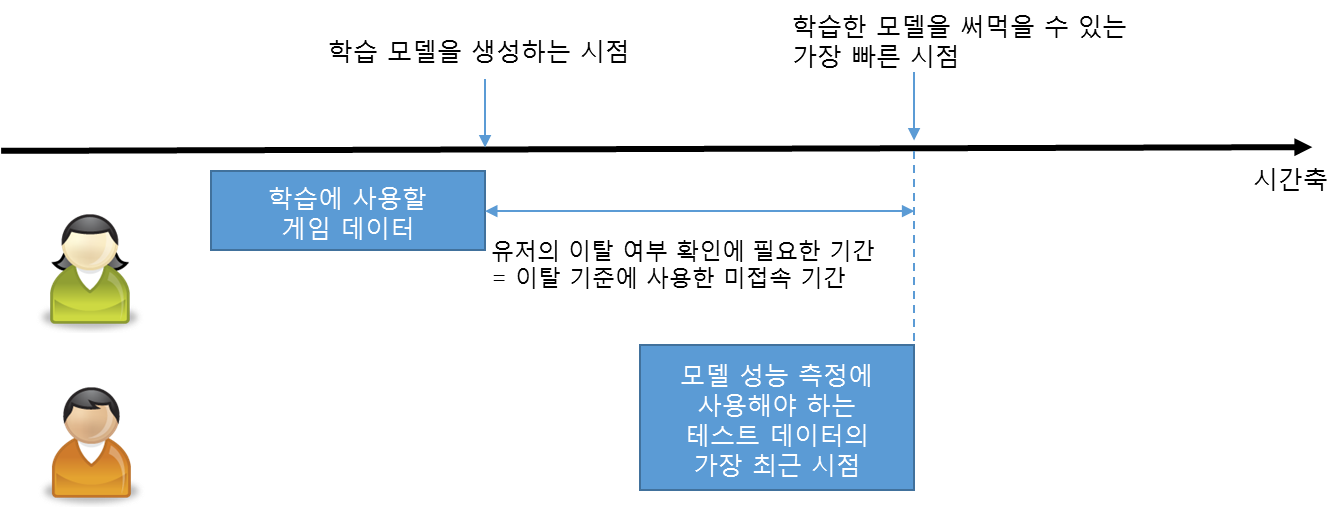 학습 모델을 생성하는 시점
학습한 모델을 써먹을 수 있는
가장 빠른 시점
시간축
학습에 사용할
게임 데이터
유저의 이탈 여부 확인에 필요한 기간
= 이탈 기준에 사용한 미접속 기간
모델 성능 측정에
사용해야 하는
테스트 데이터의
가장 최근 시점